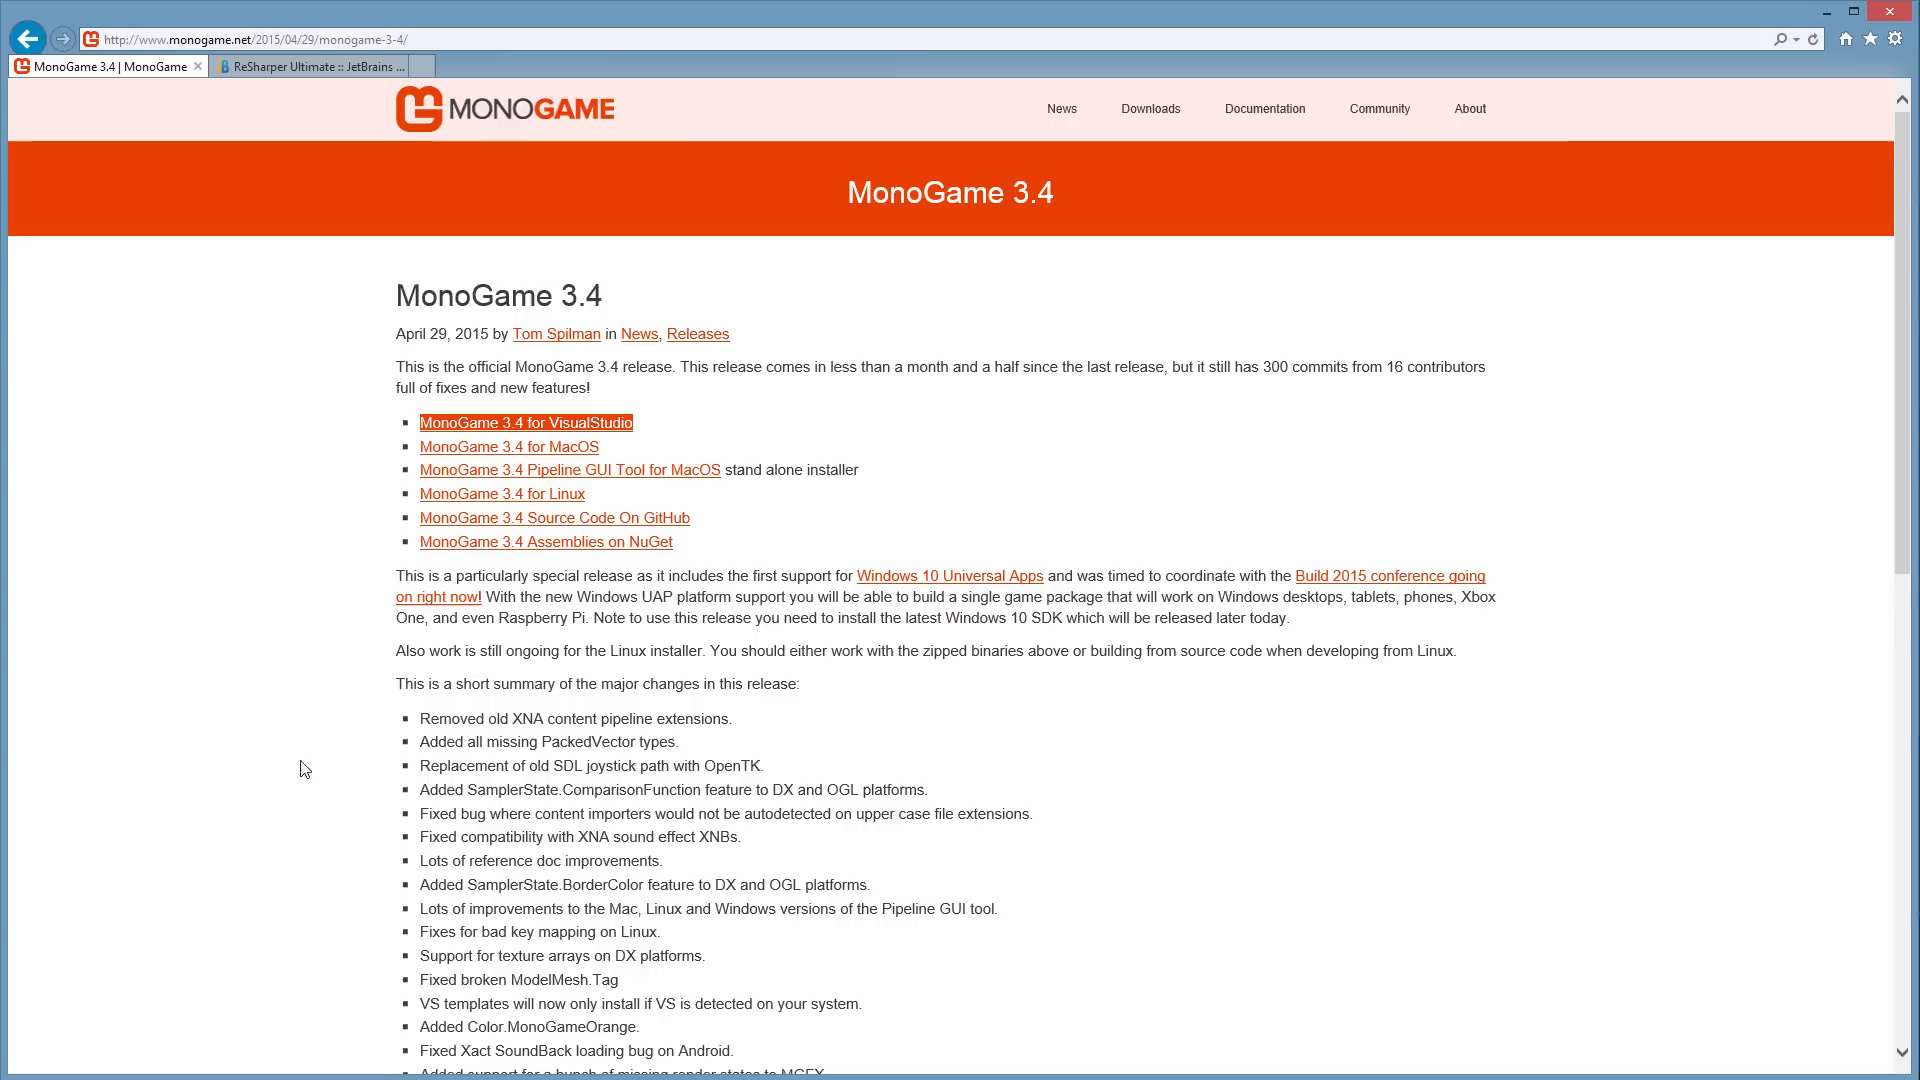 http://www.monogame.net/2015/04/29/monogame-3-4/
MonoGame 3.4 | MonoGame
ReSharper Ultimate :: JetBrains ...
MONOGAME
News
Downloads
Documentation
Community
About
MonoGame 3.4
MonoGame 3.4
April 29, 2015 by Tom Spilman in News, Releases
This is the official MonoGame 3.4 release. This release comes in less than a month and a half since the last release, but it still has 300 commits from 16 contributors
full of fixes and new features!
MonoGame 3.4 for VisualStudio
MonoGame 3.4 for MacOS
MonoGame 3.4 Pipeline GUI Tool for MacOS stand alone installer
MonoGame 3.4 for Linux
MonoGame 3.4 Source Code On GitHub
MonoGame 3.4 Assemblies on NuGet
This is a particularly special release as it includes the first support for Windows 10 Universal Apps and was timed to coordinate with the Build 2015 conference going
on right now! With the new Windows UAP platform support you will be able to build a single game package that will work on Windows desktops, tablets, phones, Xbox
One, and even Raspberry Pi. Note to use this release you need to install the latest Windows 10 SDK which will be released later today.
Also work is still ongoing for the Linux installer. You should either work with the zipped binaries above or building from source code when developing from Linux.
This is a short summary of the major changes in this release:
Removed old XNA content pipeline extensions.
Added all missing PackedVector types.
Replacement of old SDL joystick path with OpenTK.
Added SamplerState.ComparisonFunction feature to DX and OGL platforms.
Fixed bug where content importers would not be autodetected on upper case file extensions.
Fixed compatibility with XNA sound effect XNBs.
Lots of reference doc improvements.
Added SamplerState.BorderColor feature to DX and OGL platforms.
Lots of improvements to the Mac, Linux and Windows versions of the Pipeline GUI tool.
Fixes for bad key mapping on Linux.
Support for texture arrays on DX platforms.
Fixed broken ModelMesh.Tag
VS templates will now only install if VS is detected on your system.
Added Color.MonoGameOrange.
Fixed Xact SoundBack loading bug on Android.
Added support for a bunch of missing render states to MGFX.